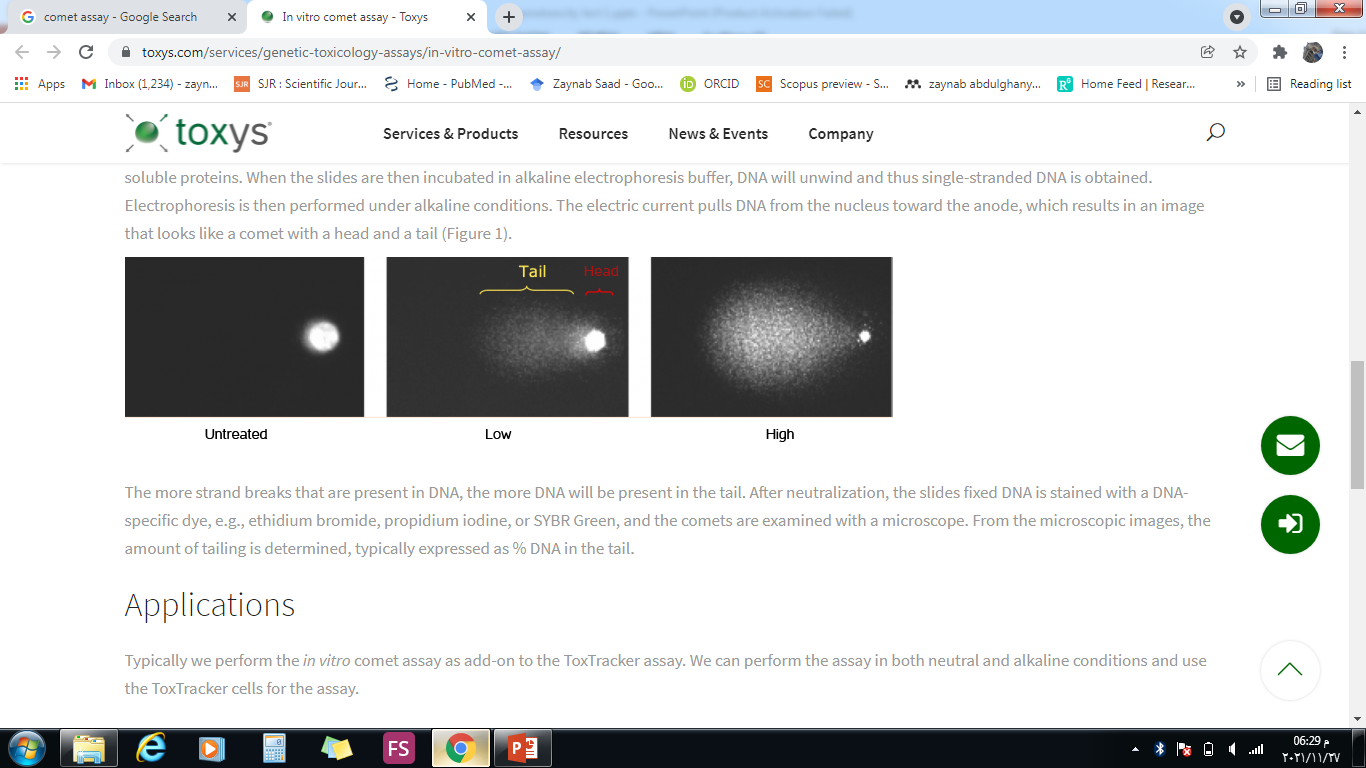 comet assay - Google Search
In vitro comet assay - Toxys
toxys.com/services/genetic-toxicology-assays/in-vitro-comet-assay/
Apps
Inbox (1,234) - zayn...
SJR : Scientific Jour...
Home - PubMed -...
Zaynab Saad - Goo...
ORCID
Scopus preview - S...
zaynab abdulghany...
Home Feed | Resear...
»
Reading list
toxys
Services & Products
Resources
News & Events
Company
soluble proteins. When the slides are then incubated in alkaline electrophoresis buffer, DNA will unwind and thus single-stranded DNA is obtained.
Electrophoresis is then performed under alkaline conditions. The electric current pulls DNA from the nucleus toward the anode, which results in an image
that looks like a comet with a head and a tail (Figure 1).
Tail
Head
Untreated
Low
High
The more strand breaks that are present in DNA, the more DNA will be present in the tail. After neutralization, the slides fixed DNA is stained with a DNA-
specific dye, e.g., ethidium bromide, propidium iodine, or SYBR Green, and the comets are examined with a microscope. From the microscopic images, the
amount of tailing is determined, typically expressed as % DNA in the tail.
Applications
Typically we perform the in vitro comet assay as add-on to the ToxTracker assay. We can perform the assay in both neutral and alkaline conditions and use
the ToxTracker cells for the assay.
FS
06:29 م
٢٠٢١/١١/٢٧